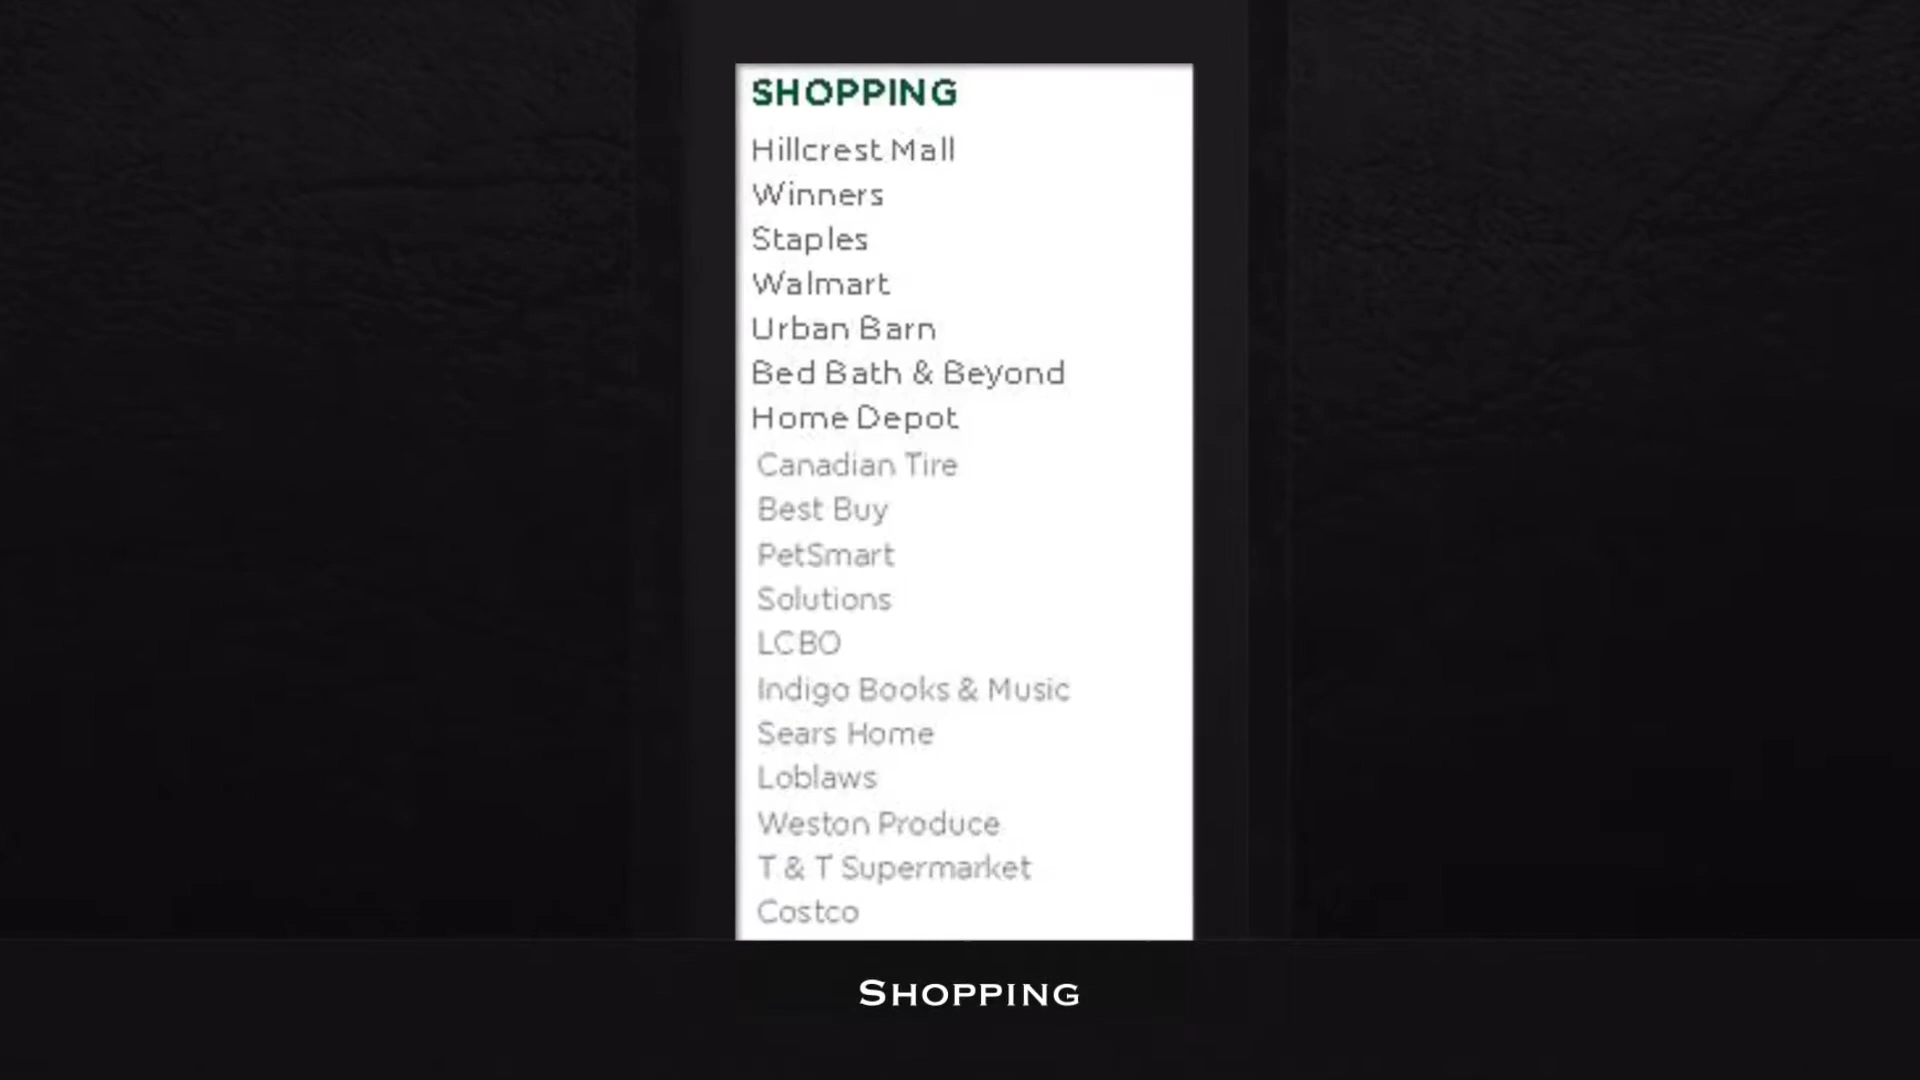 SHOPPING
Hillcrest Mall
Winners
Staples
Walmart
Urban Barn
Bed Bath & Beyond
Home Depot
Canadian Tire
Best Buy
PetSmart
Solutions
LCBO
Indigo Books & Music
Sears Home
Loblaws
Weston Produce
T & T Supermarket
Costco
SHOPPING